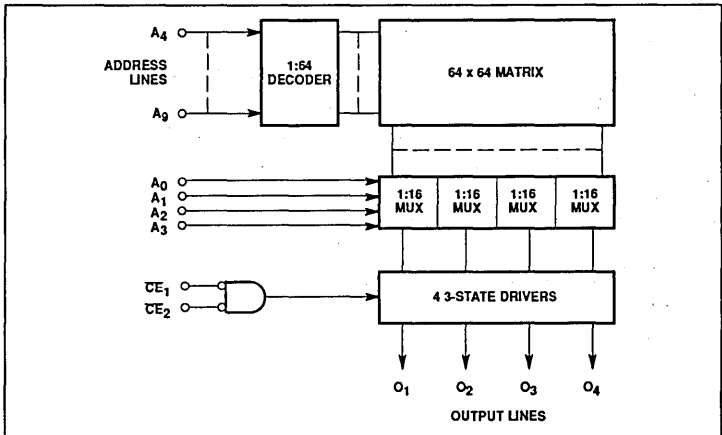 A4
ADDRESS
LINES
A9
1:64
DECODER
64 x 64 MATRIX
A0
A1
A2
A3
1:16
MUX
1:16
MUX
1:16
MUX
1:16
MUX
CE1
CE2
4 3-STATE DRIVERS
O1
O2
O3
O4
OUTPUT LINES